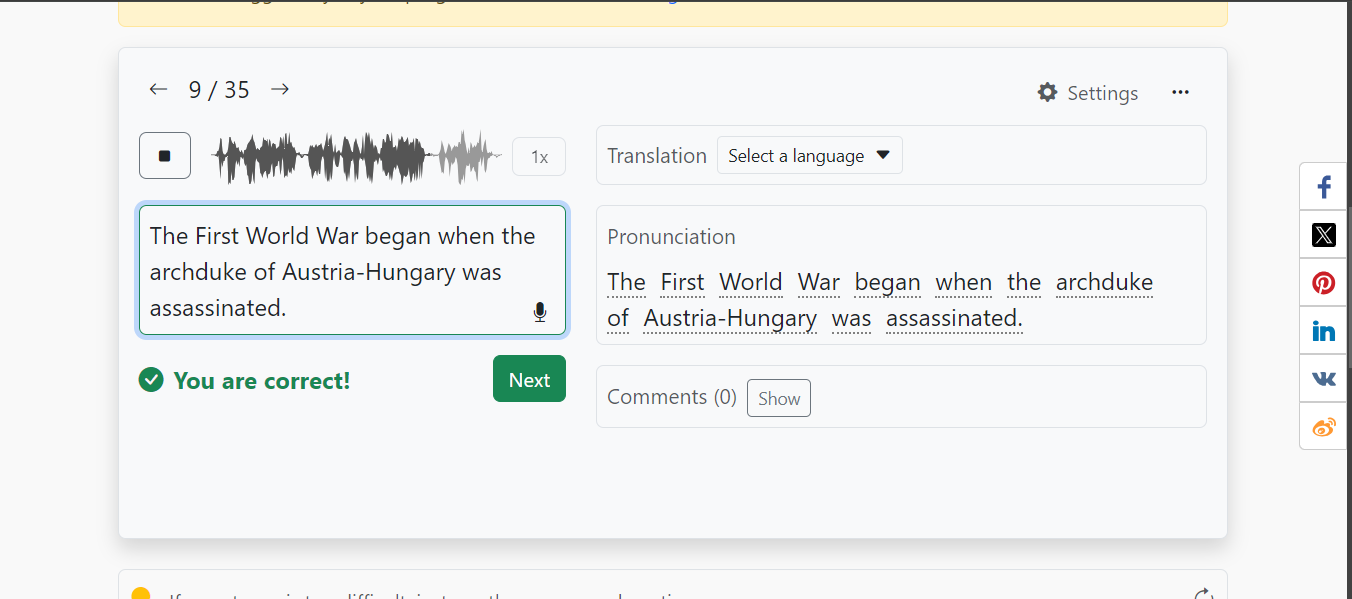 9 / 35
Settings
1x
Translation
Select a language
The First World War began when the
archduke of Austria-Hungary was
assassinated.
You are correct!
Next
Pronunciation
The First World War began when the archduke
of Austria-Hungary was assassinated.
Comments (0)
Show